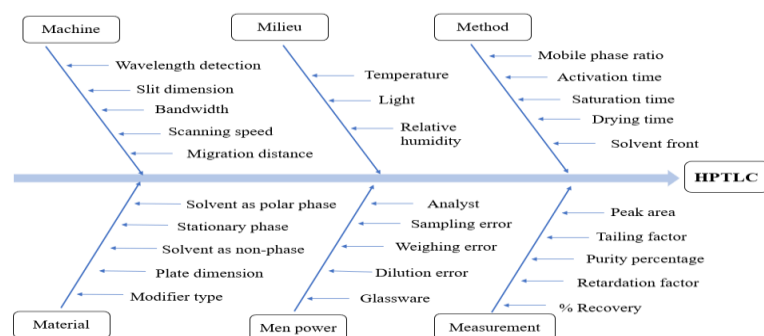 Machine
Milieu
Method
Wavelength detection
Slit dimension
Bandwidth
Scanning speed
Migration distance
Temperature
Light
Relative
humidity
Mobile phase ratio
Activation time
Saturation time
Drying time
Solvent front
HPTLC
Solvent as polar phase
Stationary phase
Solvent as non-phase
Plate dimension
Modifier type
Analyst
Sampling error
Weighing error
Dilution error
Glassware
Peak area
Tailing factor
Purity percentage
Retardation factor
% Recovery
Material
Men power
Measurement